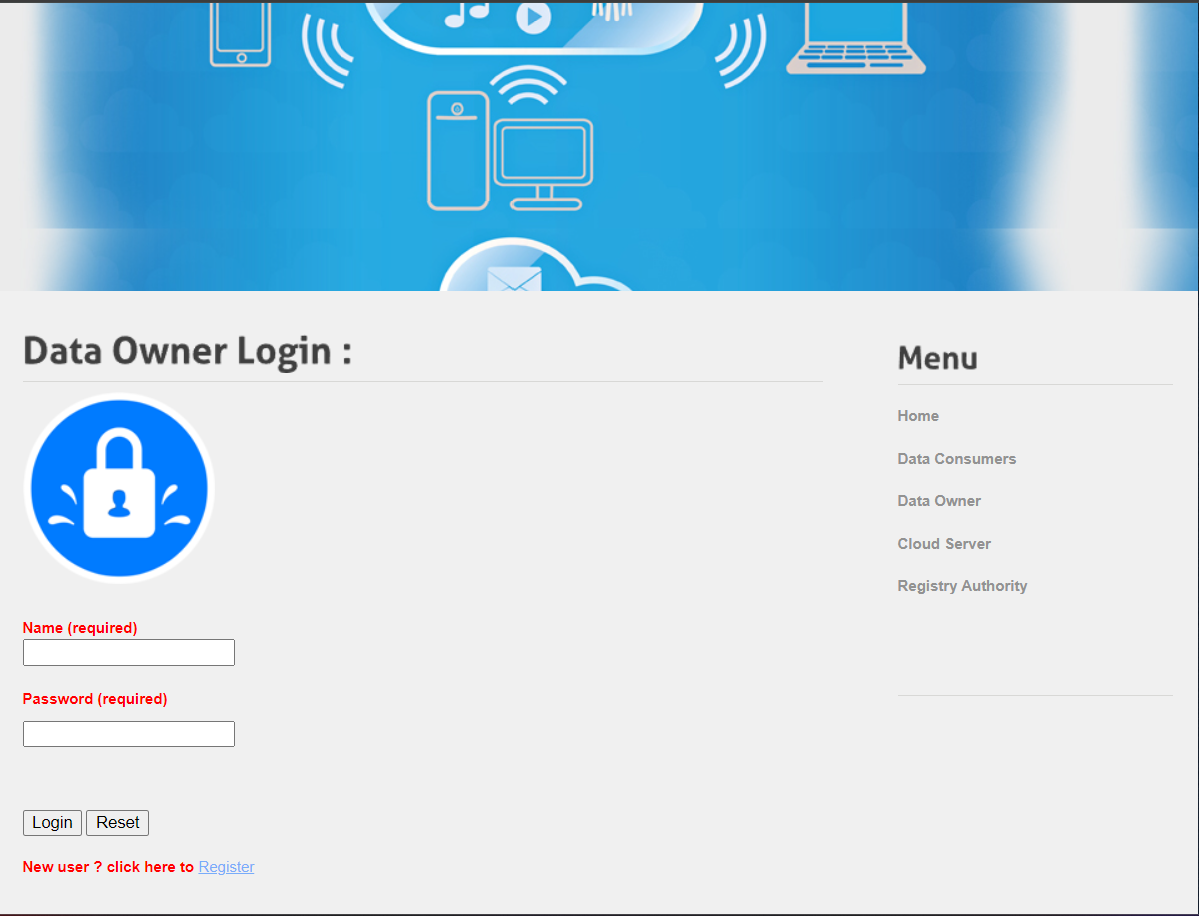 Data Owner Login :
Name (required)
Password (required)
Login Reset
New user ? click here to Register
Menu
Home
Data Consumers
Data Owner
Cloud Server
Registry Authority